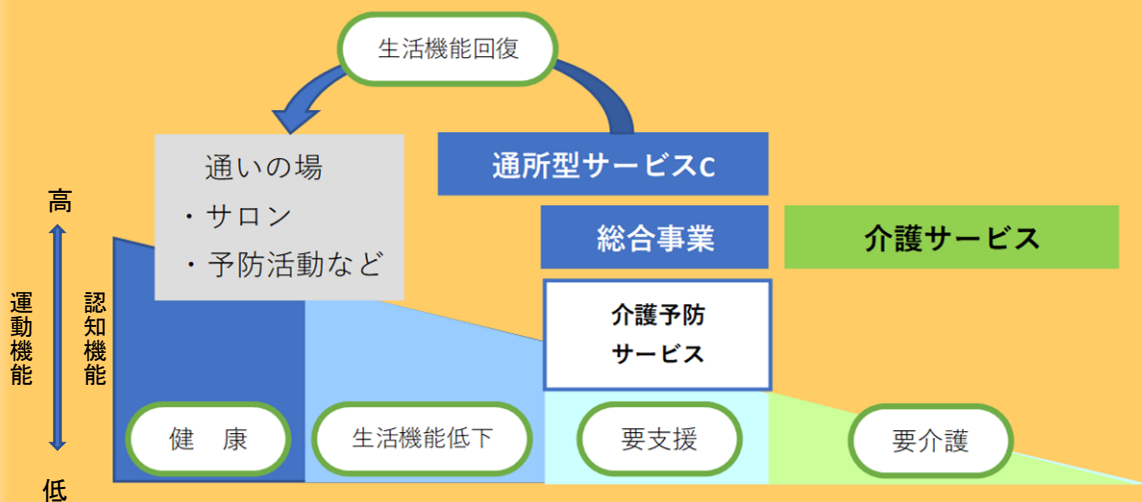 生活機能回復
通いの場
・サロン
・予防活動など
通所型サービスC
総合事業
介護サービス
介護予防
サービス
高
運動機能
認知機能
低
健　康
生活機能低下
要支援
要介護